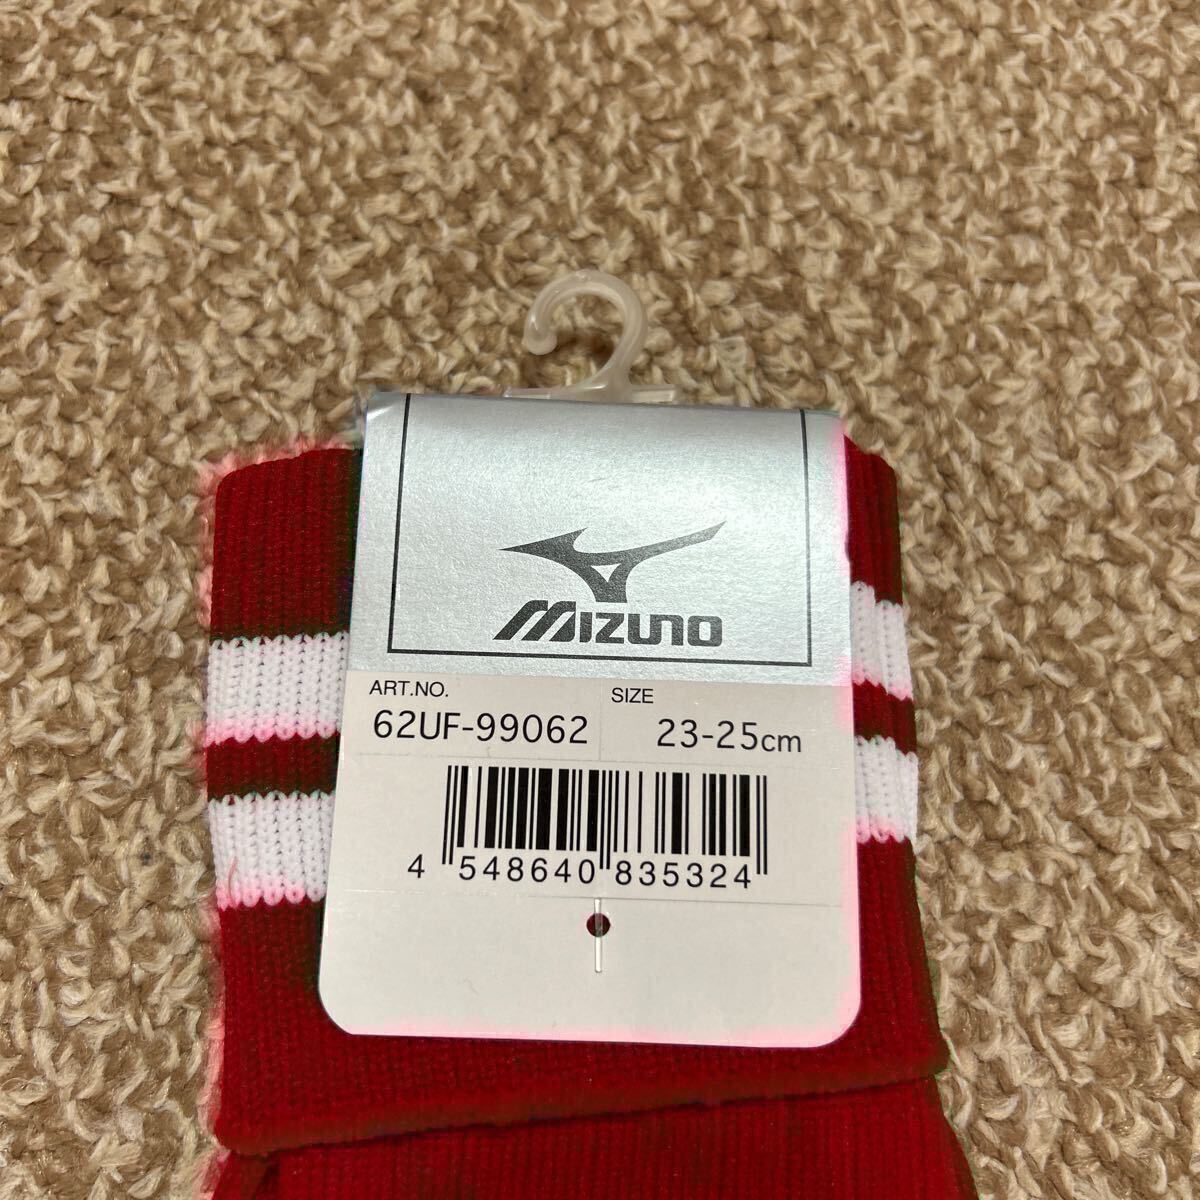 MIZUNO
ART.NO. SIZE
62UF-99062 23-25cm
4 548640 835324